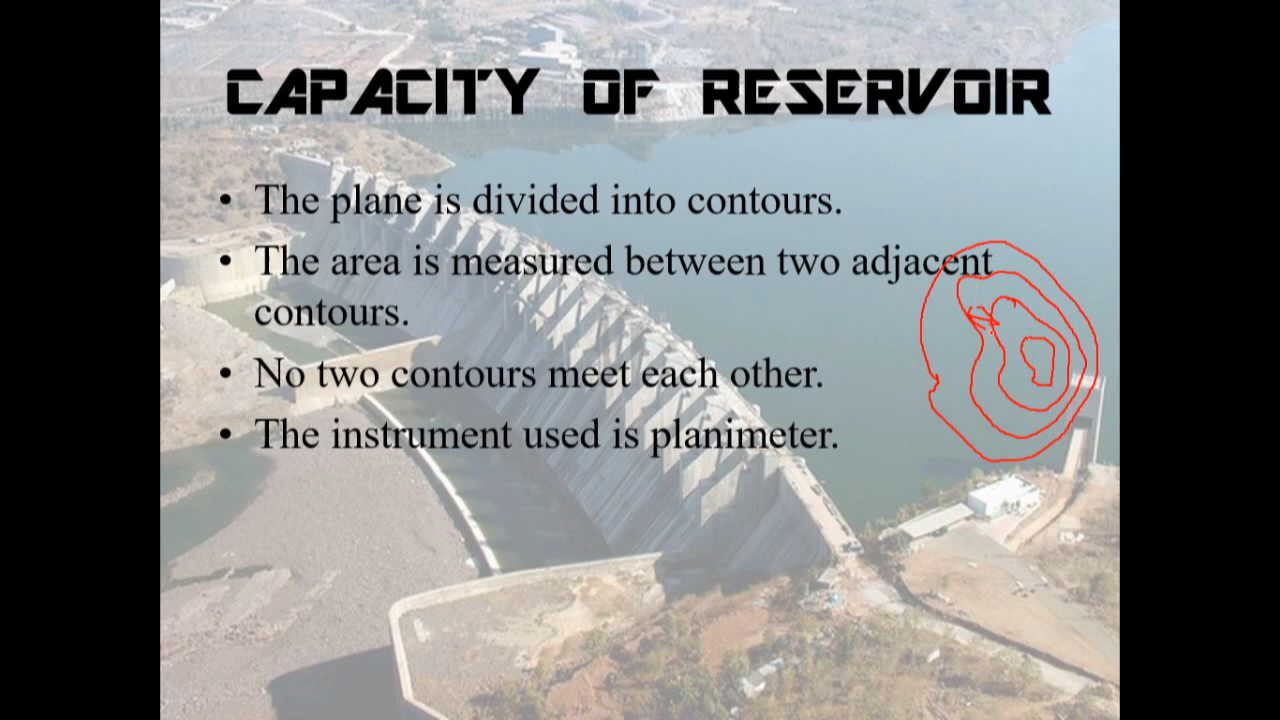 CAPACITY OF RESERVOIR
• The plane is divided into contours.
• The area is measured between two adjacent
contours.
• No two contours meet each other.
• The instrument used is planimeter.